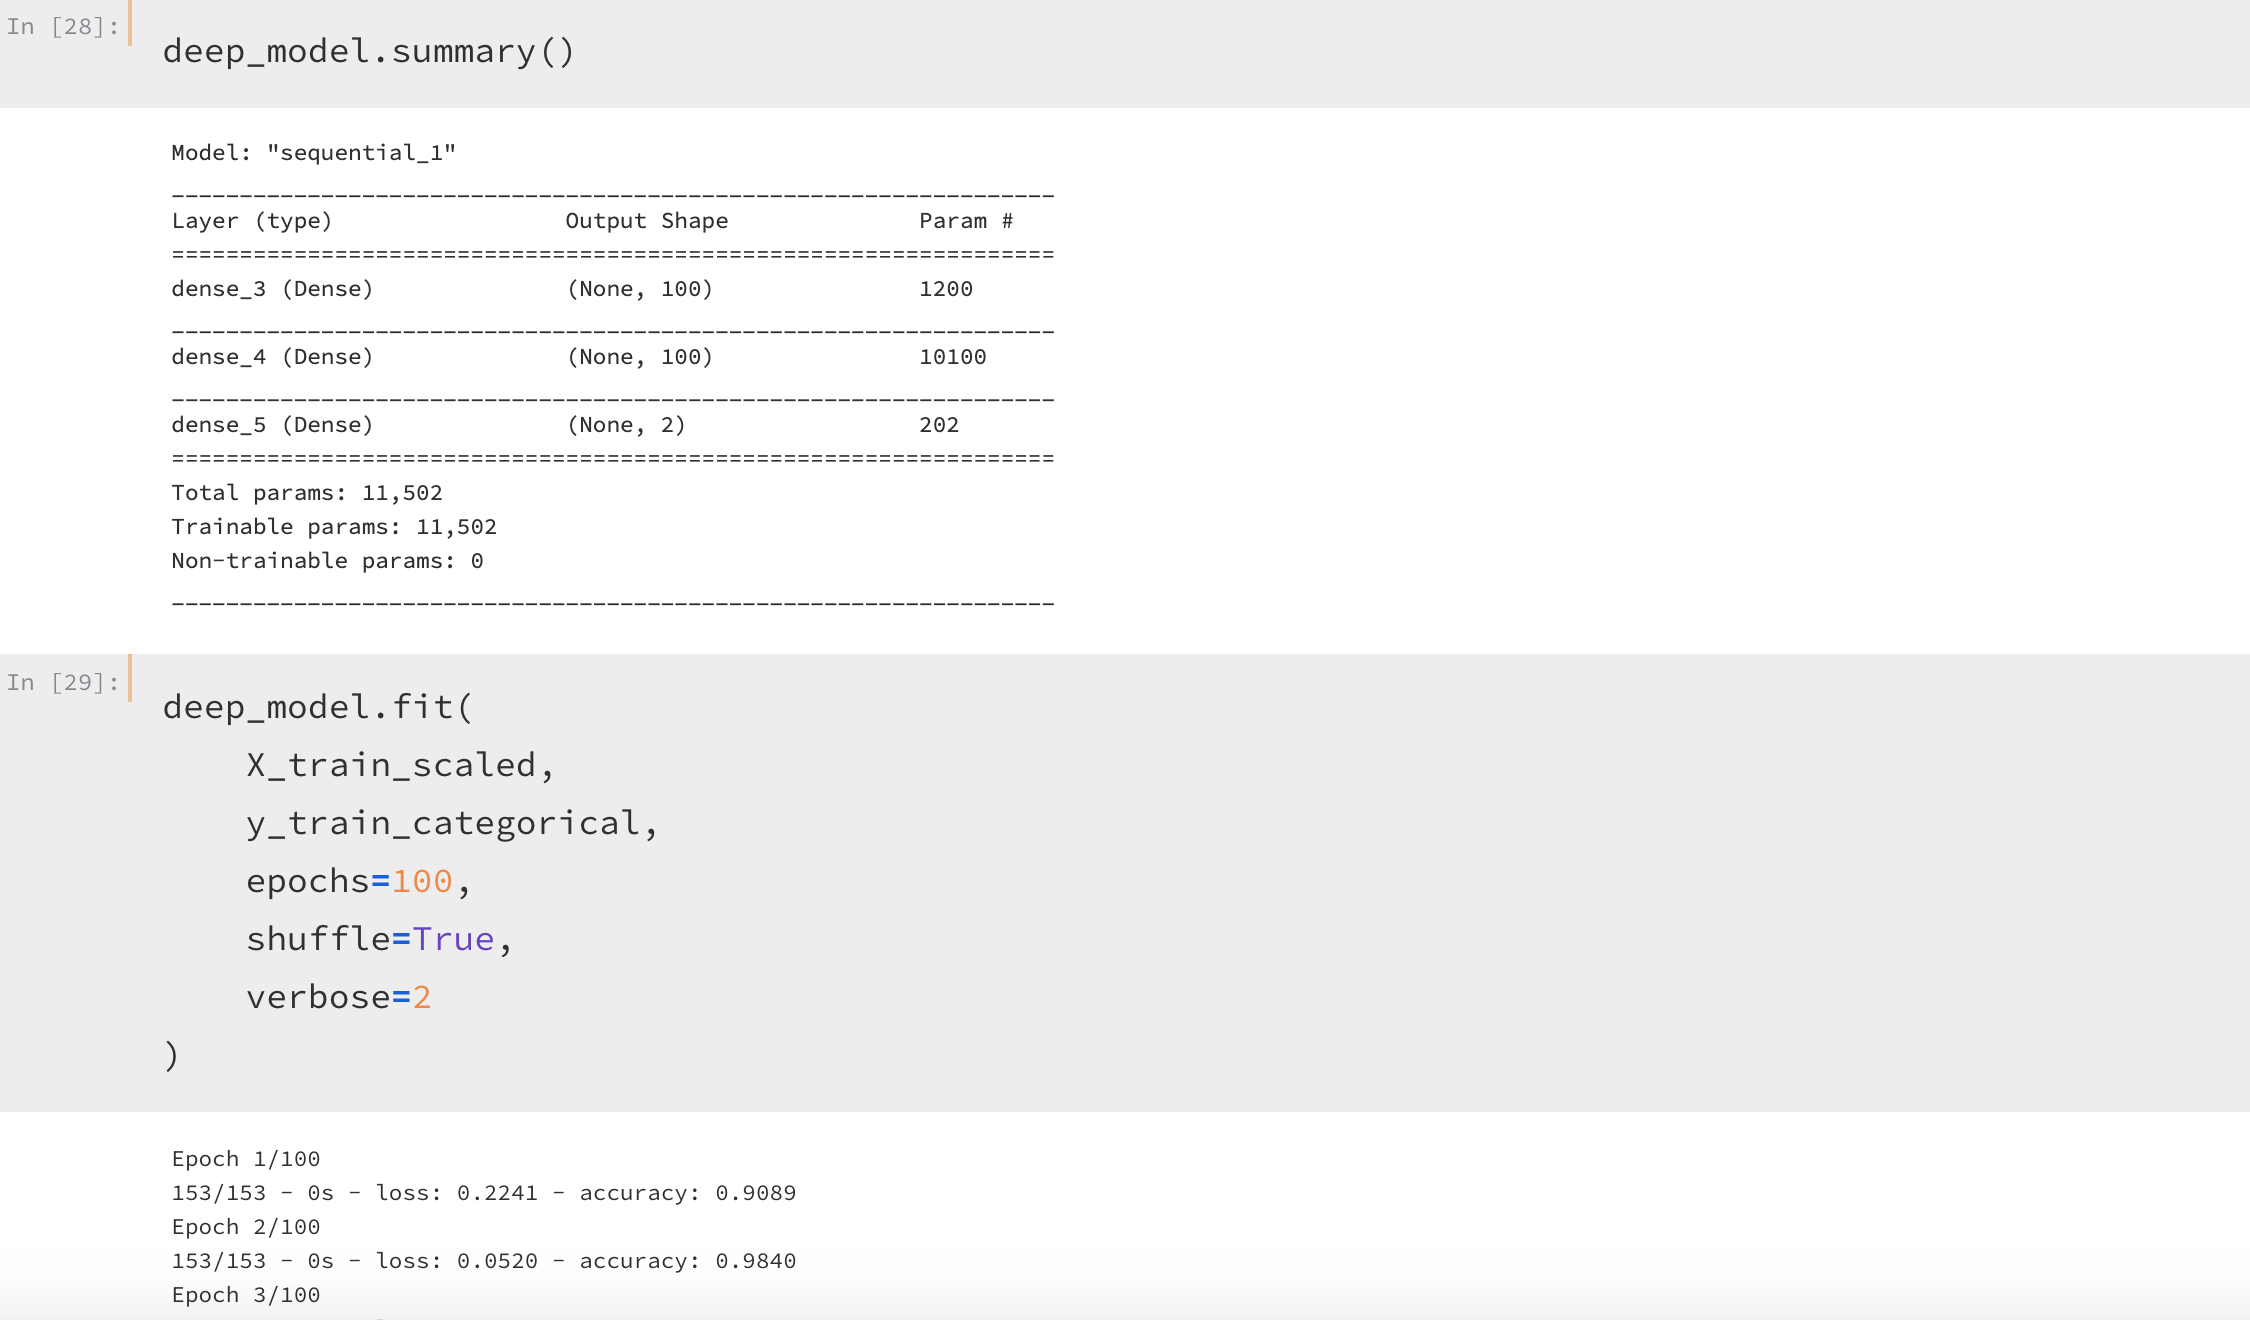 In [28]:
deep_model.summary()
Model: "sequential_1"
_________________________________________________________________
Layer (type)                 Output Shape              Param #
=================================================================
dense_3 (Dense)              (None, 100)               1200
_________________________________________________________________
dense_4 (Dense)              (None, 100)               10100
_________________________________________________________________
dense_5 (Dense)              (None, 2)                 202
=================================================================
Total params: 11,502
Trainable params: 11,502
Non-trainable params: 0
_________________________________________________________________
In [29]:
deep_model.fit(
    X_train_scaled,
    y_train_categorical,
    epochs=100,
    shuffle=True,
    verbose=2
)
Epoch 1/100
153/153 - 0s - loss: 0.2241 - accuracy: 0.9089
Epoch 2/100
153/153 - 0s - loss: 0.0520 - accuracy: 0.9840
Epoch 3/100